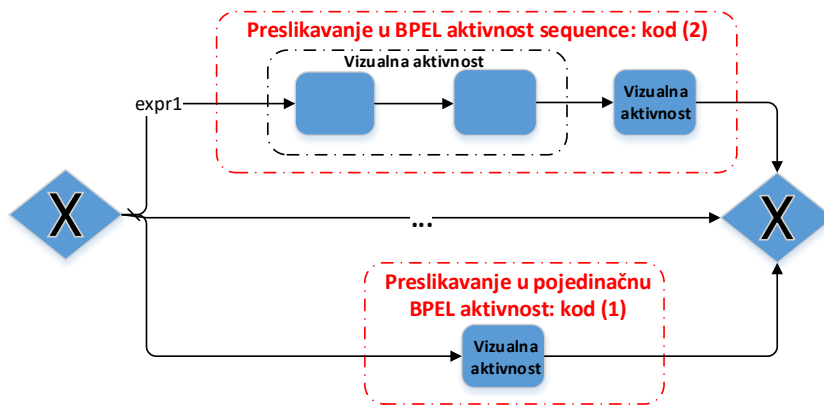 Preslikavanje u BPEL aktivnost sequence: kod (2)
Vizualna aktivnost
expr1
Vizualna
aktivnost
X
...
X
Preslikavanje u pojedinačnu
BPEL aktivnost: kod (1)
Vizualna
aktivnost